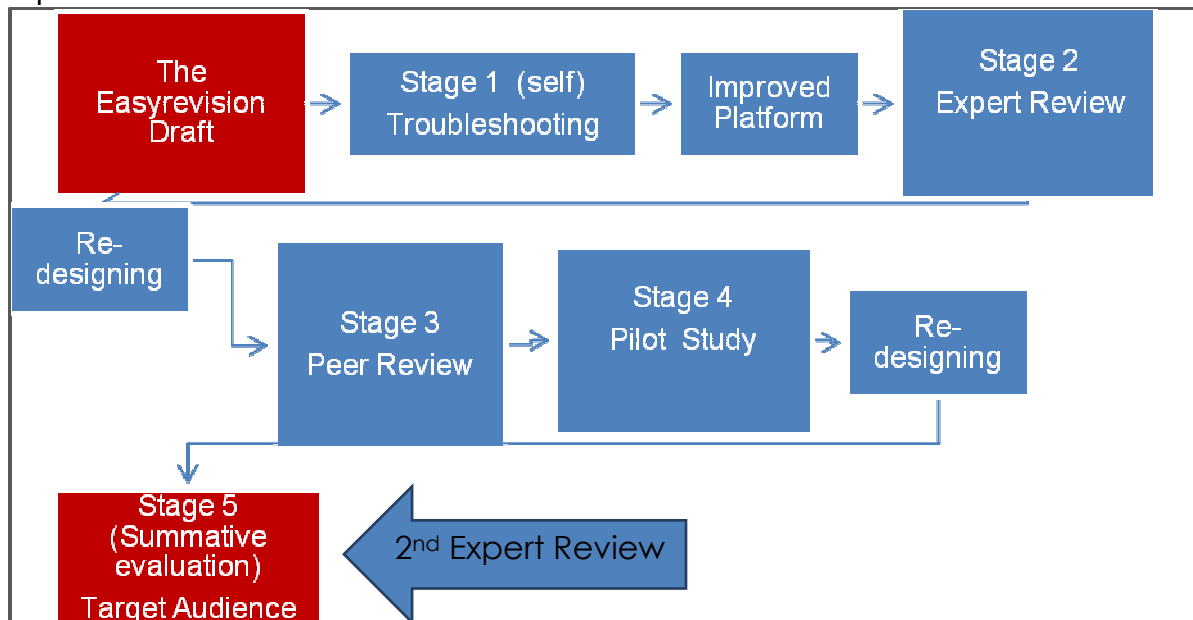 The
Easyrevision
Draft
Stage 1 (self)
Troubleshooting
Improved
Platform
Stage 2
Expert Review
Re-
designing
Stage 3
Peer Review
Stage 4
Pilot Study
Re-
designing
Stage 5
(Summative
evaluation)
Target Audience
2nd Expert Review